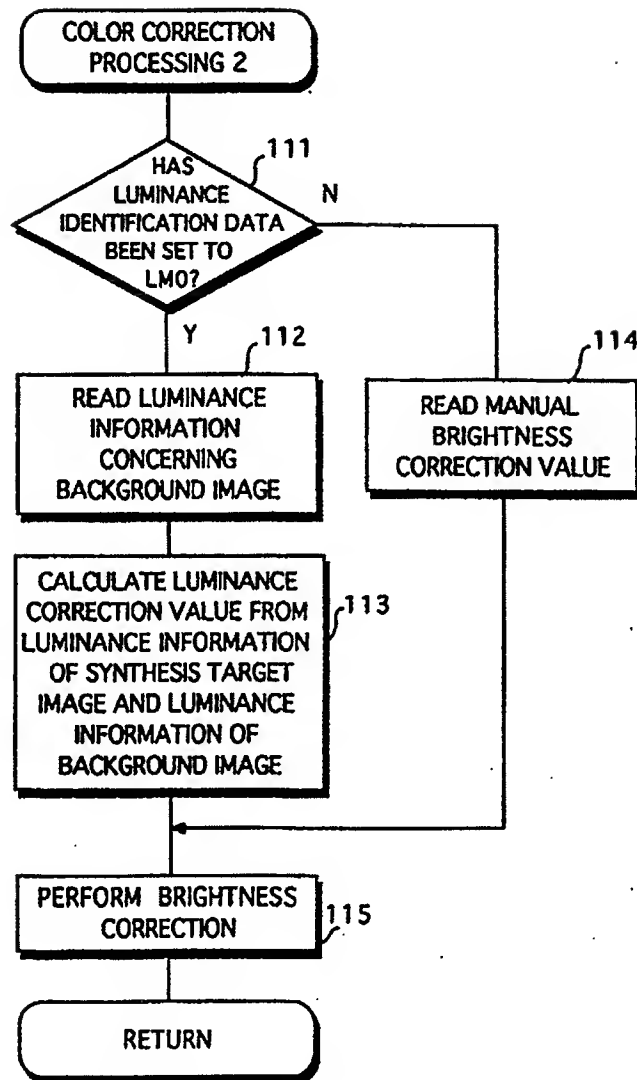 COLOR CORRECTION
PROCESSING 2
111
HAS
LUMINANCE
IDENTIFICATION DATA
BEEN SET TO
LM0?
N
Y
112
READ LUMINANCE
INFORMATION
CONCERNING
BACKGROUND IMAGE
114
READ MANUAL
BRIGHTNESS
CORRECTION VALUE
CALCULATE LUMINANCE
CORRECTION VALUE FROM
LUMINANCE INFORMATION
OF SYNTHESIS TARGET
IMAGE AND LUMINANCE
INFORMATION OF
BACKGROUND IMAGE
113
PERFORM BRIGHTNESS
CORRECTION
115
RETURN